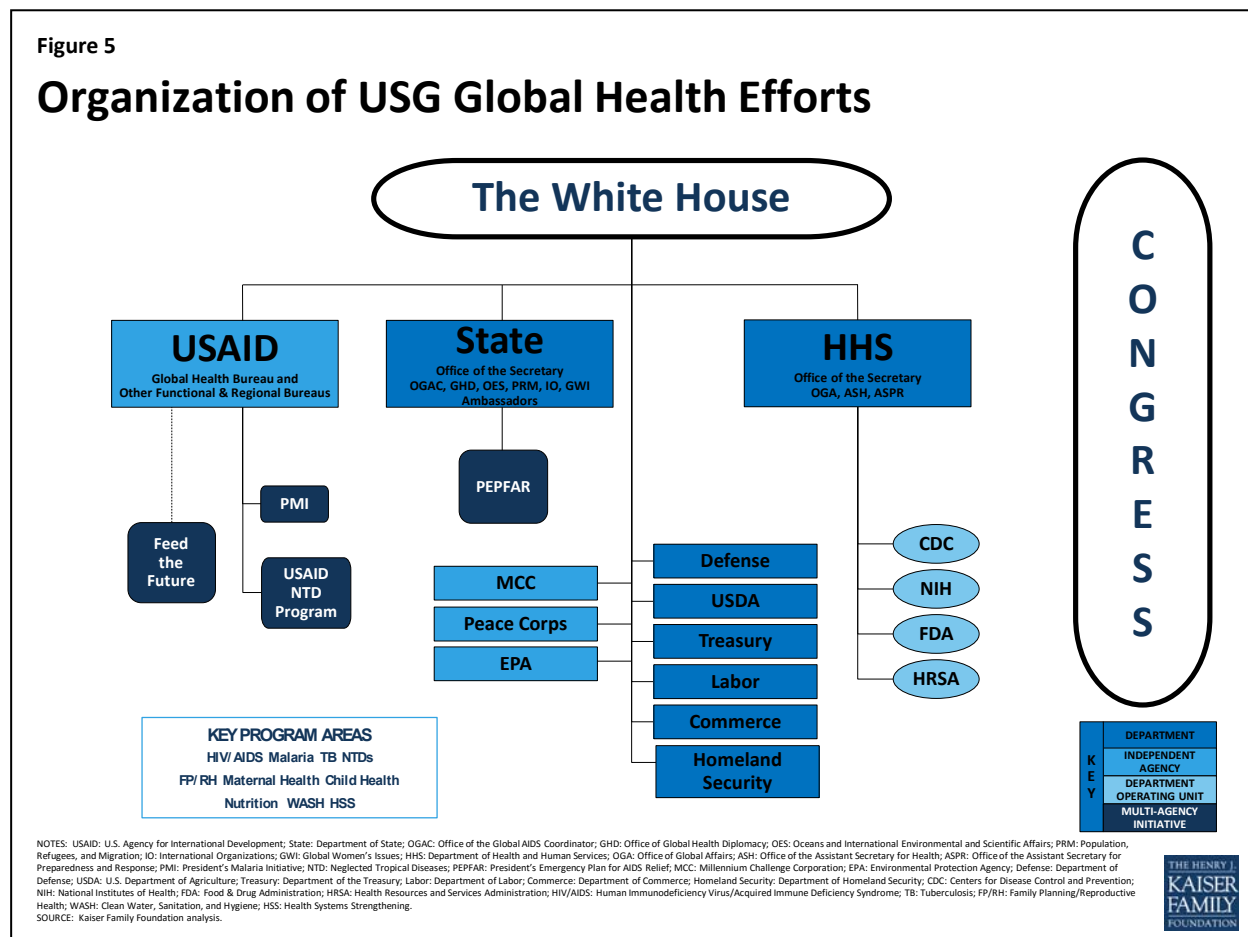 Figure 5
Organization of USG Global Health Efforts
The White House
USAID
Global Health Bureau and
Other Functional & Regional Bureaus
State
Office of the Secretary
OGAC, GHD, OES, PRM, IO, GWI
Ambassadors
HHS
Office of the Secretary
OGA, ASH, ASPR
PMI
Feed
the
Future
USAID
NTD
Program
PEPFAR
MCC
Peace Corps
EPA
Defense
USDA
Treasury
Labor
Commerce
Homeland
Security
CDC
NIH
FDA
HRSA
C
O
N
G
R
E
S
S
KEY PROGRAM AREAS
HIV/AIDS Malaria TB NTDs
FP/RH Maternal Health Child Health
Nutrition WASH HSS
K
E
Y
DEPARTMENT
INDEPENDENT
AGENCY
DEPARTMENT
OPERATING UNIT
MULTI-AGENCY
INITIATIVE
NOTES: USAID: U.S. Agency for International Development; State: Department of State; OGAC: Office of the Global AIDS Coordinator; GHD: Office of Global Health Diplomacy; OES: Oceans and International Environmental and Scientific Affairs; PRM: Population,
Refugees, and Migration; IO: International Organizations; GWI: Global Women's Issues; HHS: Department of Health and Human Services; OGA: Office of Global Affairs; ASH: Office of the Assistant Secretary for Health; ASPR: Office of the Assistant Secretary for
Preparedness and Response; PMI: President's Malaria Initiative; NTD: Neglected Tropical Diseases; PEPFAR: President's Emergency Plan for AIDS Relief; MCC: Millennium Challenge Corporation; EPA: Environmental Protection Agency; Defense: Department of
Defense; USDA: U.S. Department of Agriculture; Treasury: Department of the Treasury; Labor: Department of Labor; Commerce: Department of Commerce; Homeland Security: Department of Homeland Security; CDC: Centers for Disease Control and Prevention;
NIH: National Institutes of Health; FDA: Food & Drug Administration; HRSA: Health Resources and Services Administration; HIV/AIDS: Human Immunodeficiency Virus/Acquired Immune Deficiency Syndrome; TB: Tuberculosis; FP/RH: Family Planning/Reproductive
Health; WASH: Clean Water, Sanitation, and Hygiene; HSS: Health Systems Strengthening.
SOURCE: Kaiser Family Foundation analysis.
THE HENRY J.
KAISER
FAMILY
FOUNDATION